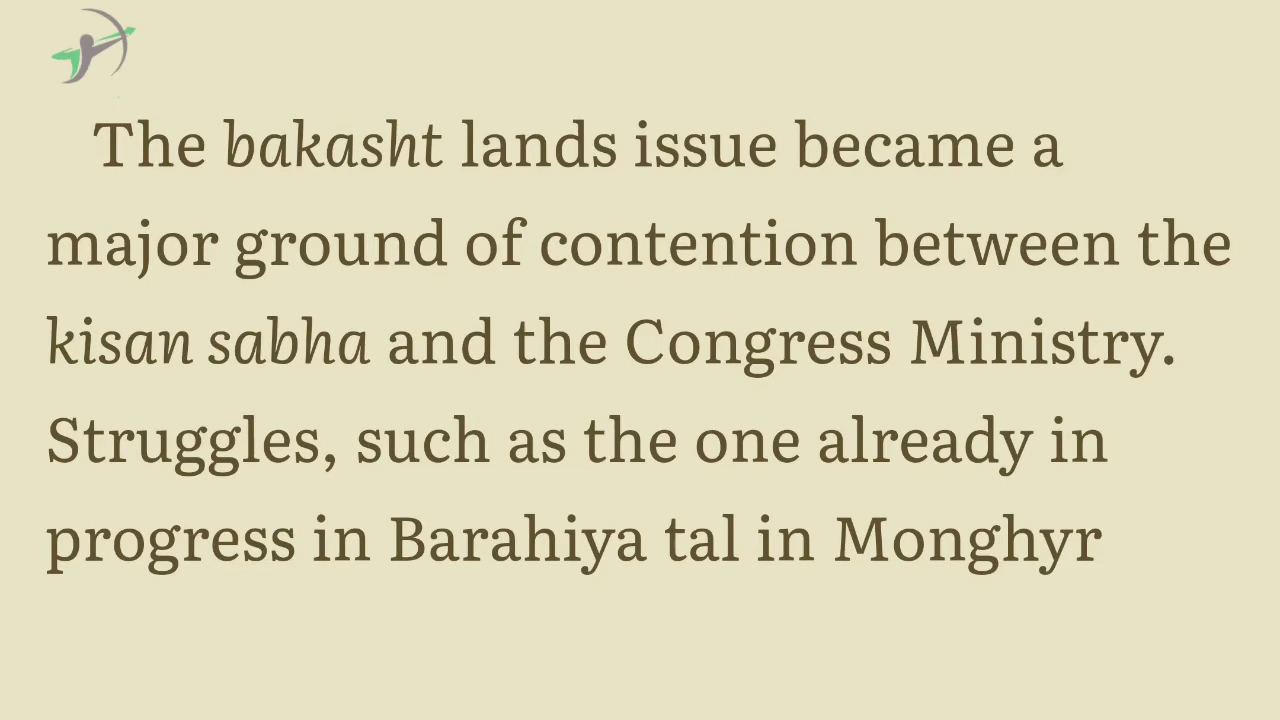 The bakasht lands issue became a
major ground of contention between the
kisan sabha and the Congress Ministry.
Struggles, such as the one already in
progress in Barahiya tal in Monghyr